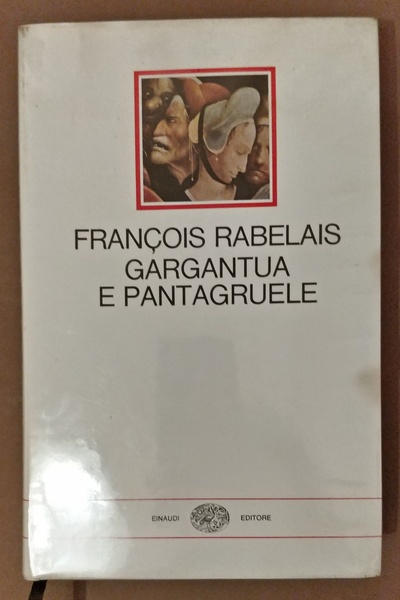 FRANÇOIS RABELAIS
GARGANTUA
E PANTAGRUELE
EINAUDI EDITORE